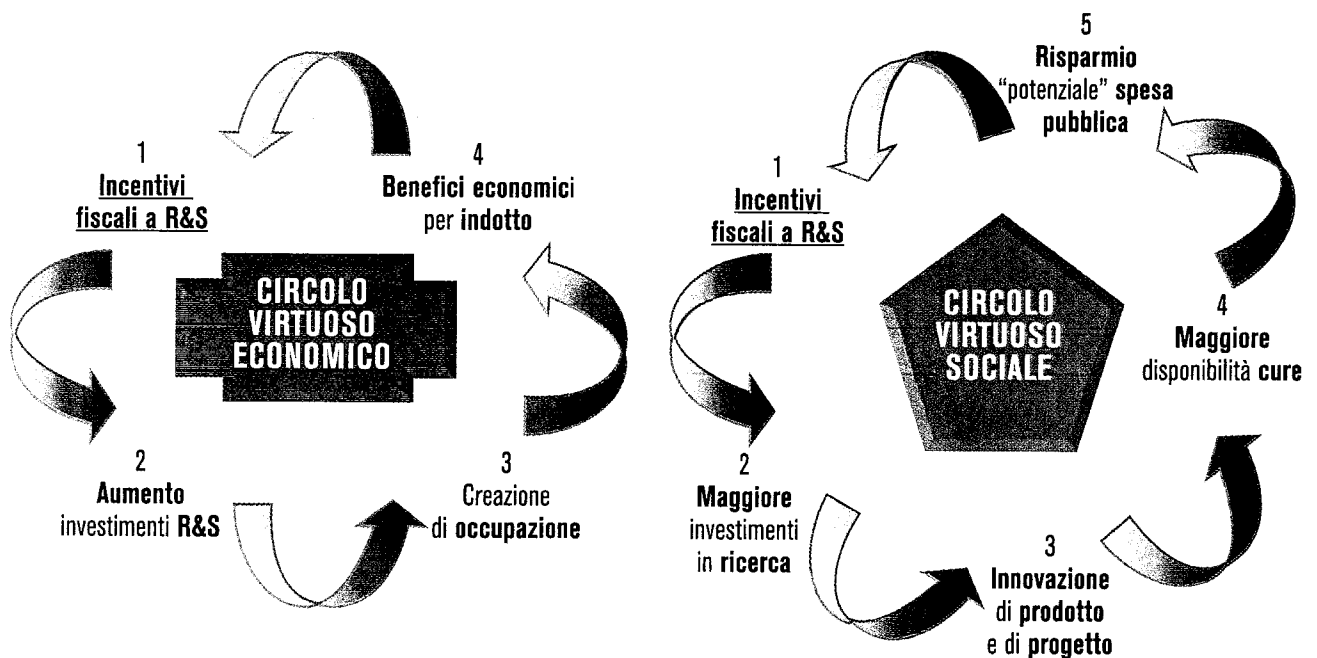 1
Incentivi
fiscali a R&S
2
Aumento
investimenti R&S
3
Creazione
di occupazione
4
Benefici economici
per indotto
CIRCOLO
VIRTUOSO
ECONOMICO
1
Incentivi
fiscali a R&S
2
Maggiore
investimenti
in ricerca
3
Innovazione
di prodotto
e di progetto
4
Maggiore
disponibilità cure
5
Risparmio
“potenziale” spesa
pubblica
CIRCOLO
VIRTUOSO
SOCIALE